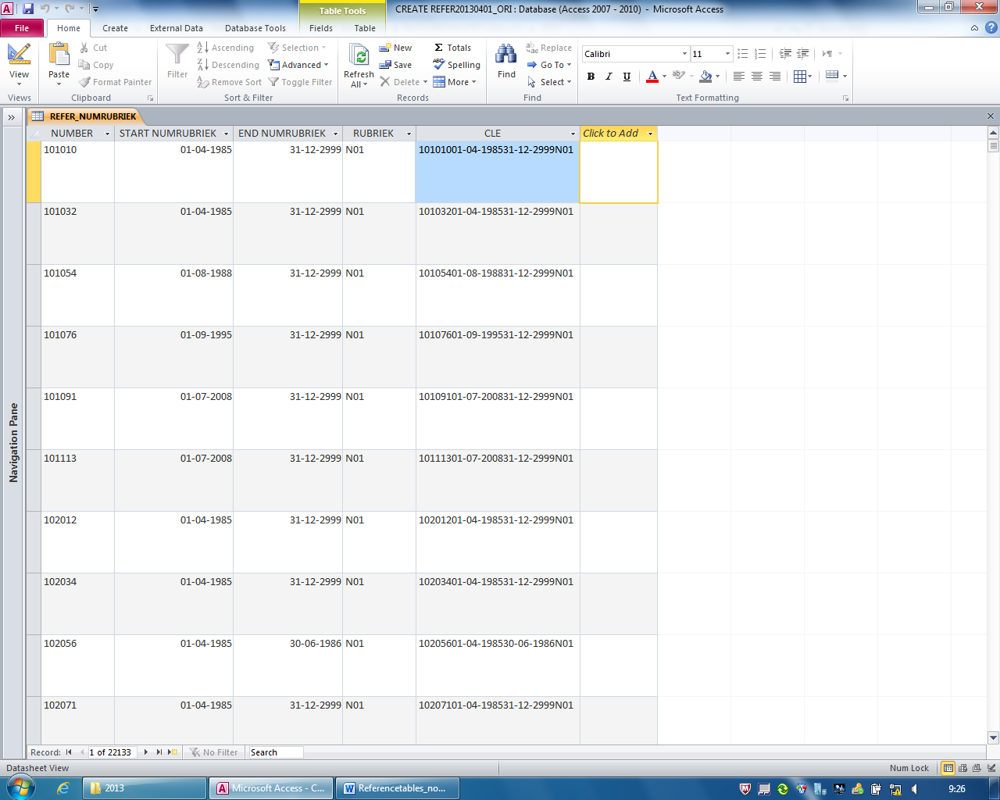 Table Tools
CREATE REFER20130401_ORI : Database (Access 2007 - 2010) - Microsoft Access
File Home Create External Data Database Tools Fields Table
View
Views
Paste
Cut
Copy
Format Painter
Clipboard
Filter
Ascending
Descending
Remove Sort
Selection
Advanced
Toggle Filter
Sort & Filter
Refresh
All
New
Save
Delete
Totals
Spelling
More
Records
Find
Replace
Go To
Select
Find
Calibri 11
B I U A
Text Formatting
REFER_NUMRUBRIEK
NUMBER START NUMRUBRIEK END NUMRUBRIEK RUBRIEK CLE Click to Add
101010 01-04-1985 31-12-2999 N01 10101001-04-198531-12-2999N01
101032 01-04-1985 31-12-2999 N01 10103201-04-198531-12-2999N01
101054 01-08-1988 31-12-2999 N01 10105401-08-198831-12-2999N01
101076 01-09-1995 31-12-2999 N01 10107601-09-199531-12-2999N01
101091 01-07-2008 31-12-2999 N01 10109101-07-200831-12-2999N01
101113 01-07-2008 31-12-2999 N01 10111301-07-200831-12-2999N01
102012 01-04-1985 31-12-2999 N01 10201201-04-198531-12-2999N01
102034 01-04-1985 31-12-2999 N01 10203401-04-198531-12-2999N01
102056 01-04-1985 30-06-1986 N01 10205601-04-198530-06-1986N01
102071 01-04-1985 31-12-2999 N01 10207101-04-198531-12-2999N01
Navigation Pane
Record: 1 of 22133 No Filter Search
Datasheet View Num Lock
2013 Microsoft Access - C... Referencetables_no... 9:26